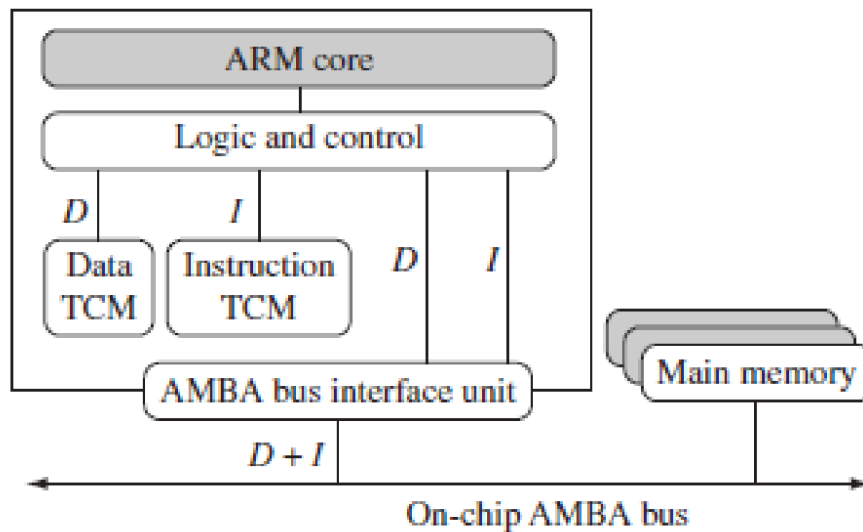 ARM core
Logic and control
D
I
D
I
Data
TCM
Instruction
TCM
Main memory
AMBA bus interface unit
D + I
On-chip AMBA bus